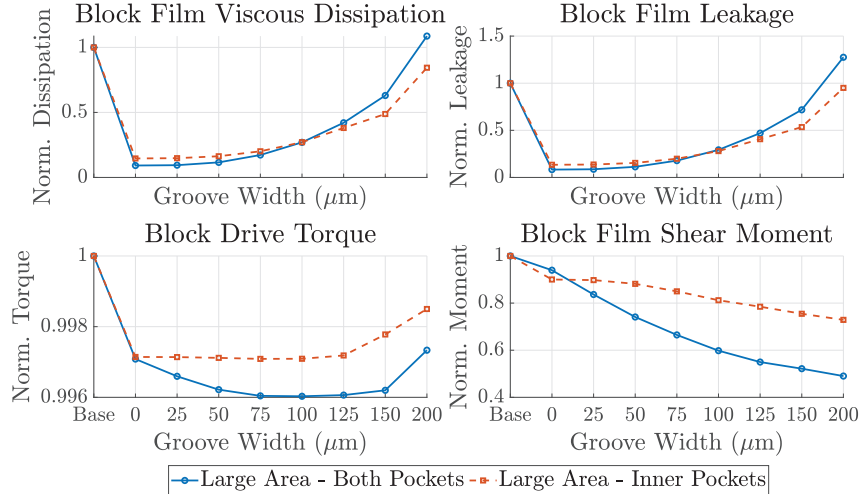 Block Film Viscous Dissipation
Norm. Dissipation
1
0.5
0
Groove Width (μm)
Block Film Leakage
Norm. Leakage
1.5
1
0.5
0
Groove Width (μm)
Block Drive Torque
Norm. Torque
1
0.998
0.996
Base 0 25 50 75 100 125 150 200
Groove Width (μm)
Block Film Shear Moment
Norm. Moment
1
0.8
0.6
0.4
Base 0 25 50 75 100 125 150 200
Groove Width (μm)
Large Area - Both Pockets Large Area - Inner Pockets